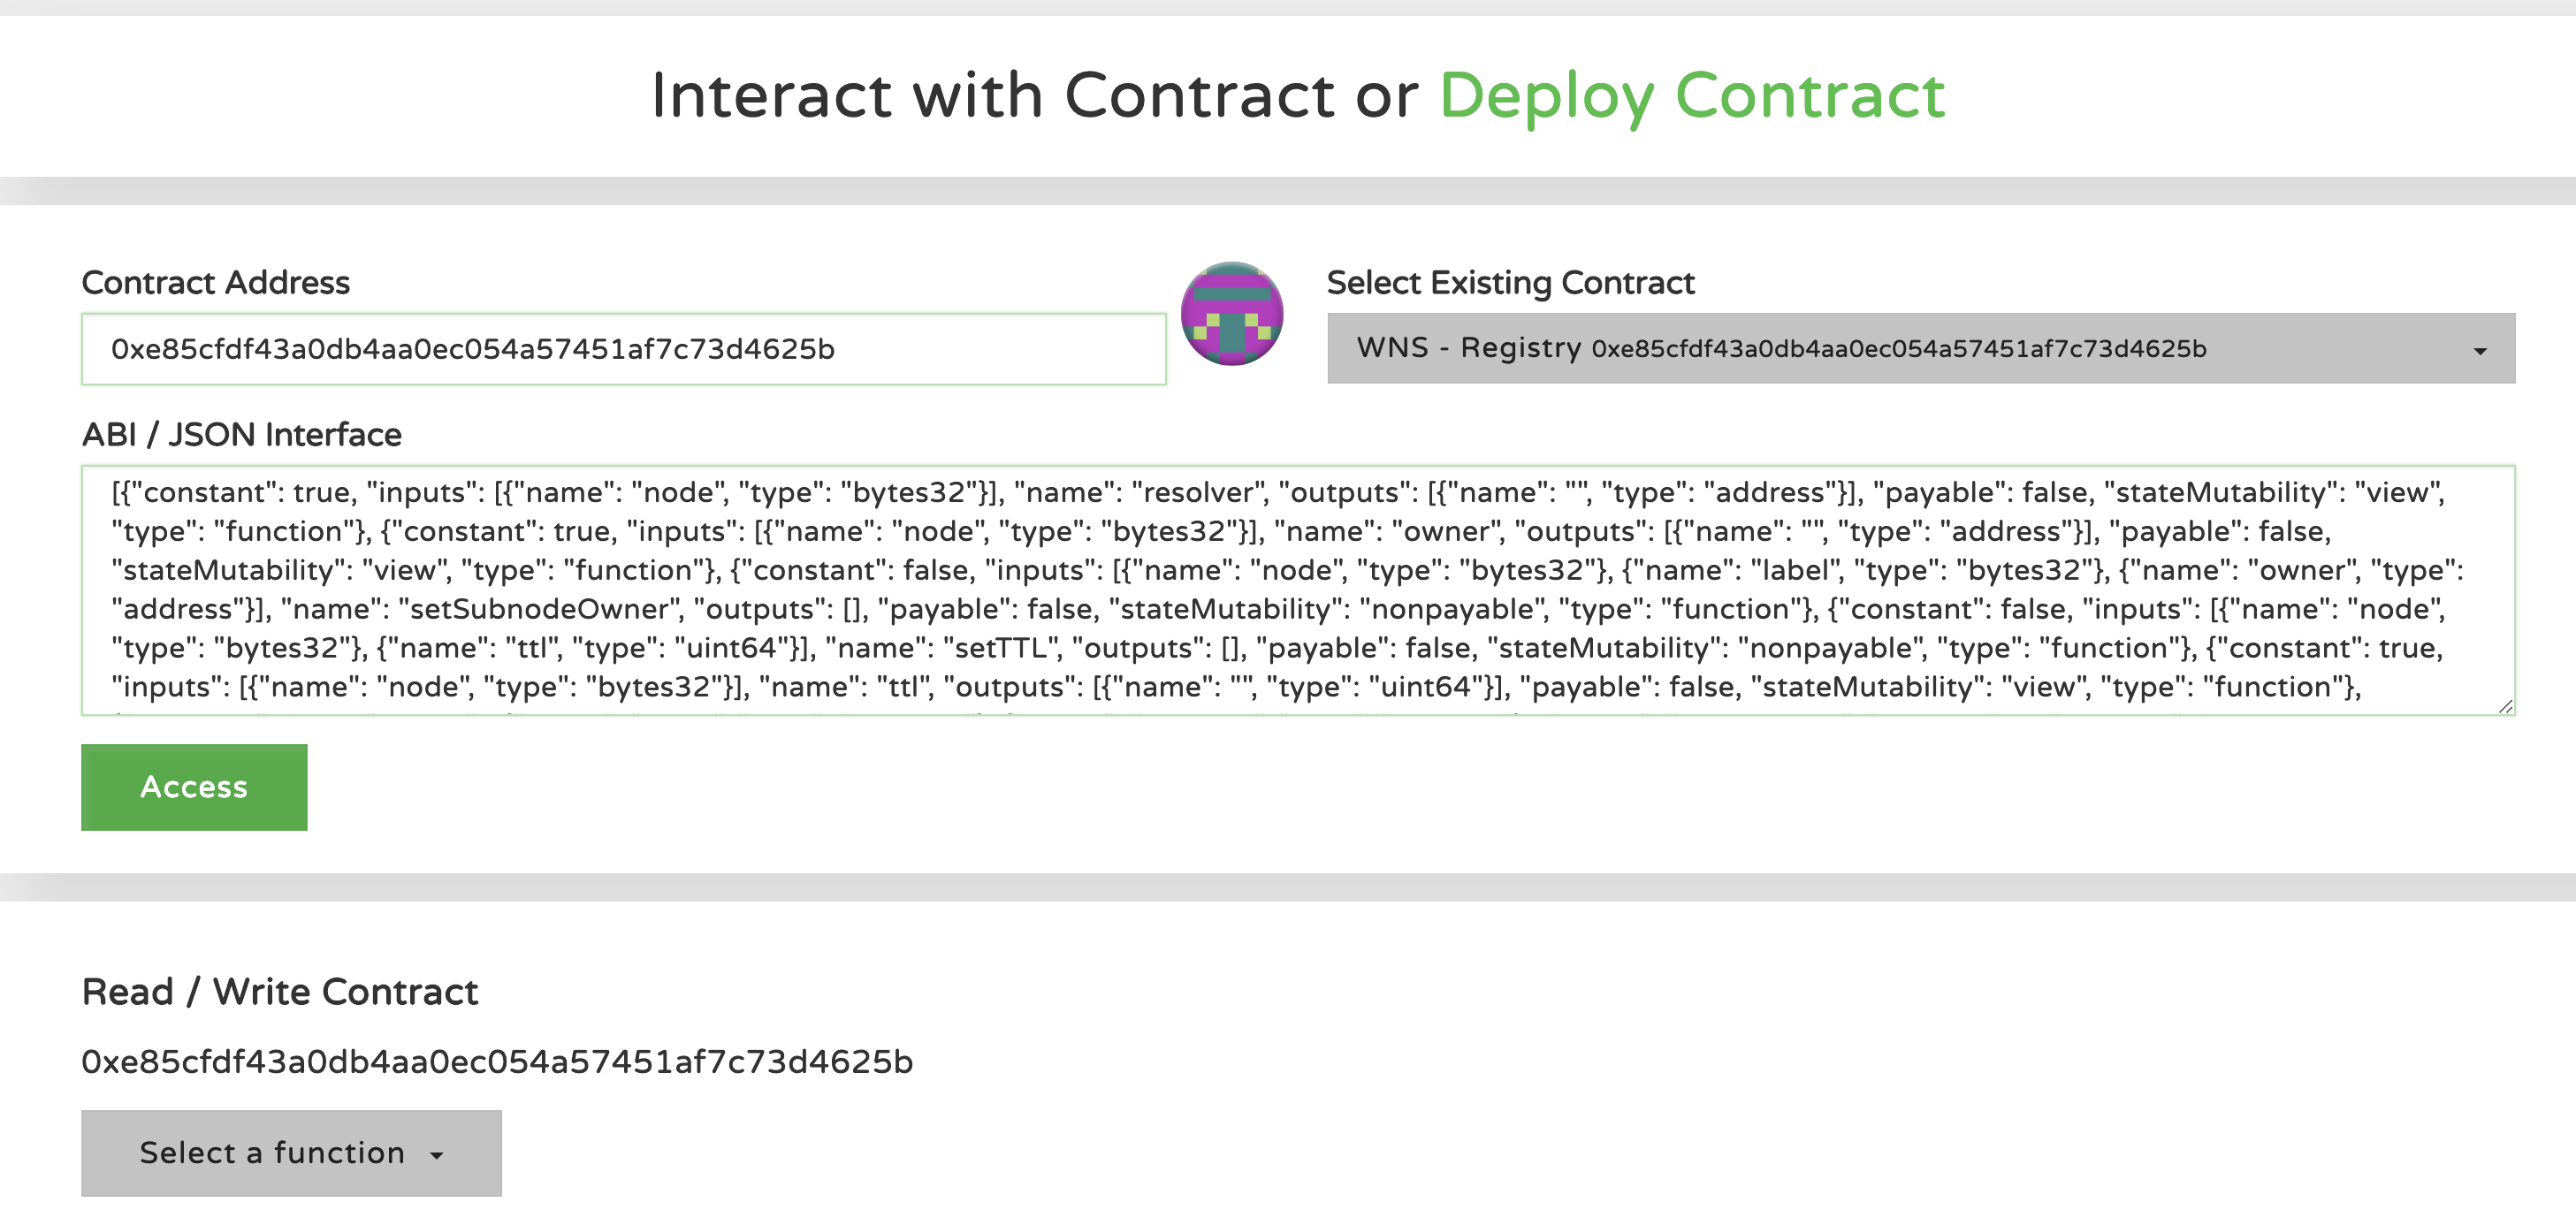 Interact with Contract or Deploy Contract
Contract Address
0xe85cfdf43a0db4aa0ec054a57451af7c73d4625b
Select Existing Contract
WNS - Registry 0xe85cfdf43a0db4aa0ec054a57451af7c73d4625b
ABI / JSON Interface
[{"constant": true, "inputs": [{"name": "node", "type": "bytes32"}], "name": "resolver", "outputs": [{"name": "", "type": "address"}], "payable": false, "stateMutability": "view",
"type": "function"}, {"constant": true, "inputs": [{"name": "node", "type": "bytes32"}], "name": "owner", "outputs": [{"name": "", "type": "address"}], "payable": false,
"stateMutability": "view", "type": "function"}, {"constant": false, "inputs": [{"name": "node", "type": "bytes32"}, {"name": "label", "type": "bytes32"}, {"name": "owner", "type":
"address"}], "name": "setSubnodeOwner", "outputs": [], "payable": false, "stateMutability": "nonpayable", "type": "function"}, {"constant": false, "inputs": [{"name": "node",
"type": "bytes32"}, {"name": "ttl", "type": "uint64"}], "name": "setTTL", "outputs": [], "payable": false, "stateMutability": "nonpayable", "type": "function"}, {"constant": true,
"inputs": [{"name": "node", "type": "bytes32"}], "name": "ttl", "outputs": [{"name": "", "type": "uint64"}], "payable": false, "stateMutability": "view", "type": "function"},
Access
Read / Write Contract
0xe85cfdf43a0db4aa0ec054a57451af7c73d4625b
Select a function